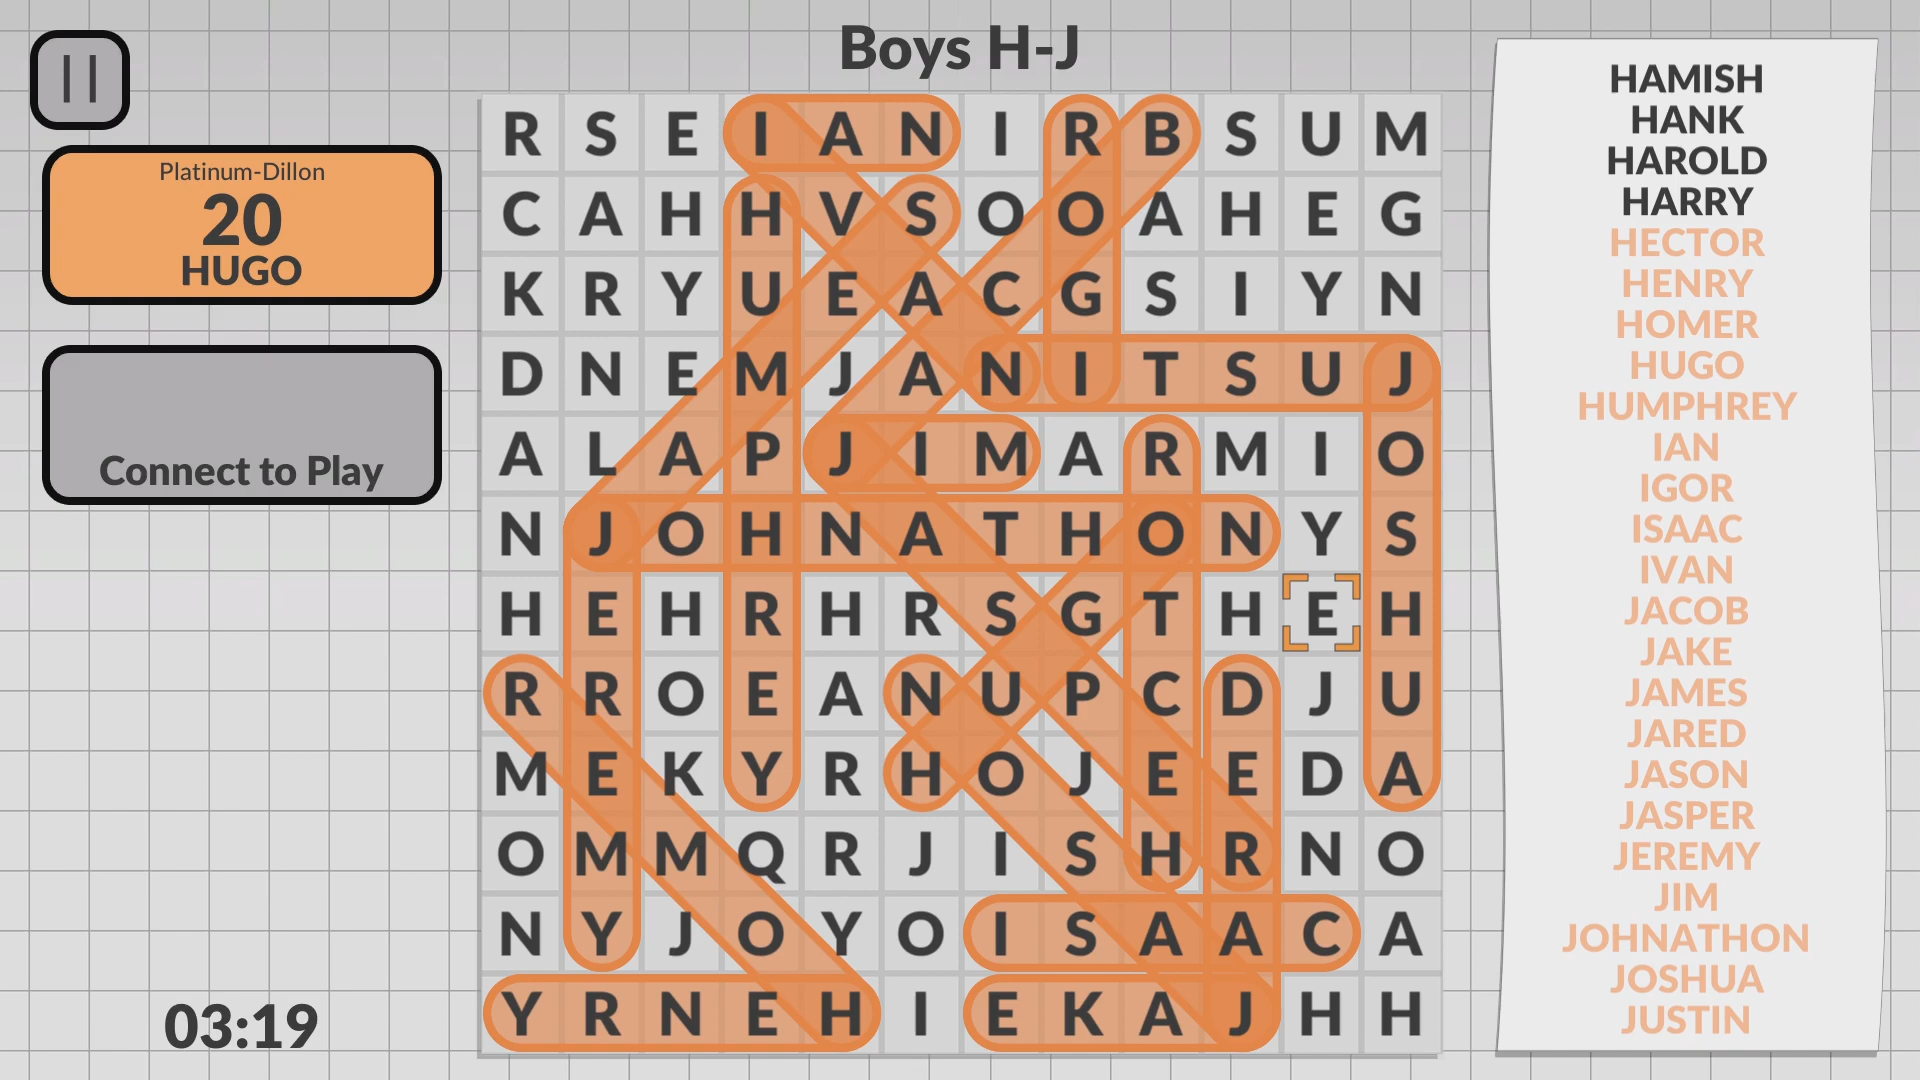 Boys H-J
Platinum-Dillon
20
HUGO
Connect to Play
03:19
R S E I A N I R B S U M
C A H H V S O O A H E G
K R Y U E A C G S I Y N
D N E M J A N I T S U J
A L A P J I M A R M I O
N J O H N A T H O N Y S
H E H R H R S G T H E H
R R O E A N U P C D J U
M E K Y R H O J E E D A
O M M Q R J I S H R N O
N Y J O Y O I S A A C A
Y R N E H I E K A J H H
HAMISH
HANK
HAROLD
HARRY
HECTOR
HENRY
HOMER
HUGO
HUMPHREY
IAN
IGOR
ISAAC
IVAN
JACOB
JAKE
JAMES
JARED
JASON
JASPER
JEREMY
JIM
JOHNATHON
JOSHUA
JUSTIN